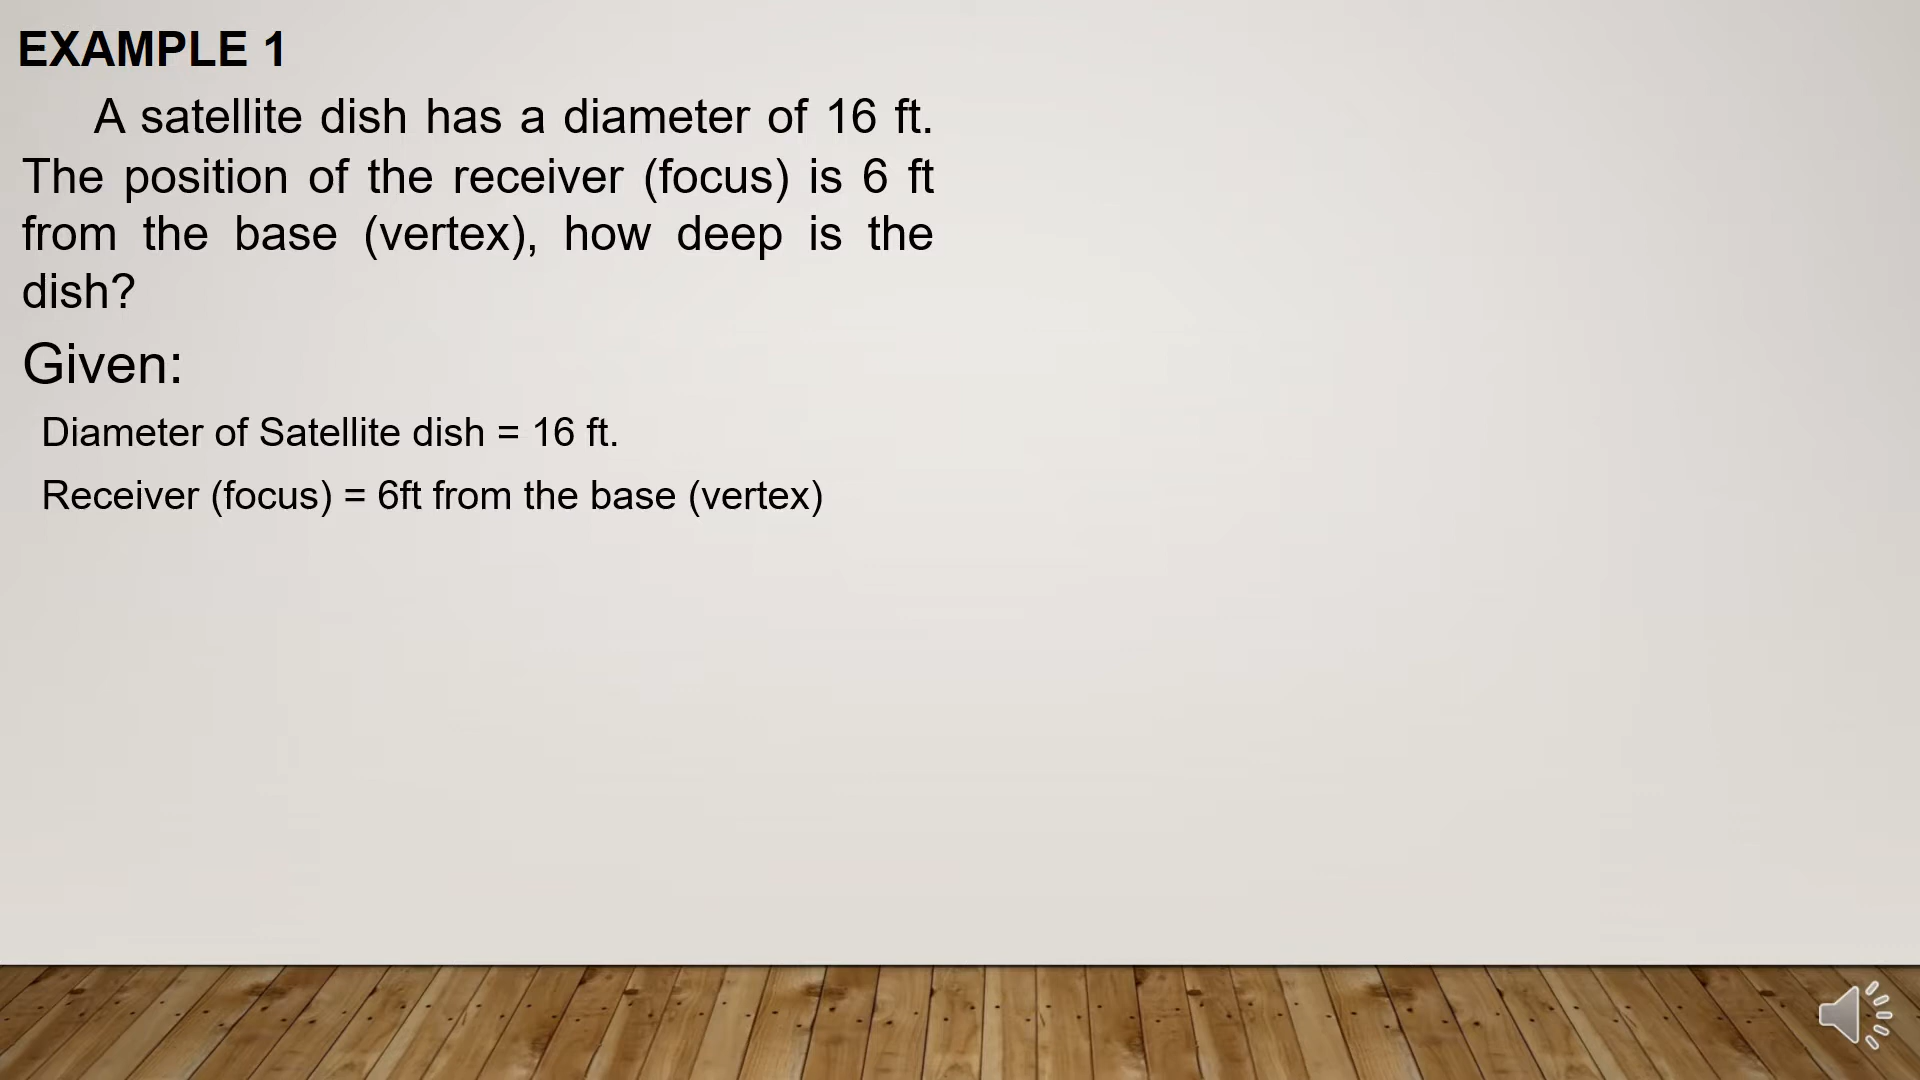 EXAMPLE 1
A satellite dish has a diameter of 16 ft.
The position of the receiver (focus) is 6 ft
from the base (vertex), how deep is the
dish?
Given:
Diameter of Satellite dish = 16 ft.
Receiver (focus) = 6ft from the base (vertex)